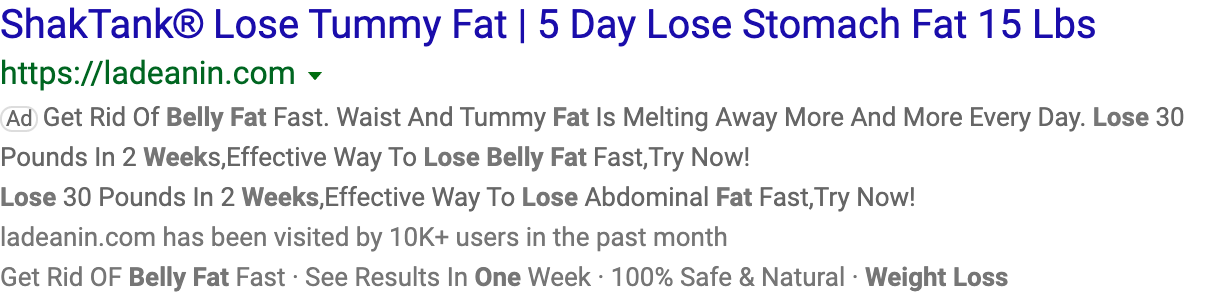 ShakTank® Lose Tummy Fat | 5 Day Lose Stomach Fat 15 Lbs
https://ladeanin.com
Ad Get Rid Of Belly Fat Fast. Waist And Tummy Fat Is Melting Away More And More Every Day. Lose 30
Pounds In 2 Weeks,Effective Way To Lose Belly Fat Fast,Try Now!
Lose 30 Pounds In 2 Weeks,Effective Way To Lose Abdominal Fat Fast,Try Now!
ladeanin.com has been visited by 10K+ users in the past month
Get Rid OF Belly Fat Fast · See Results In One Week · 100% Safe & Natural · Weight Loss